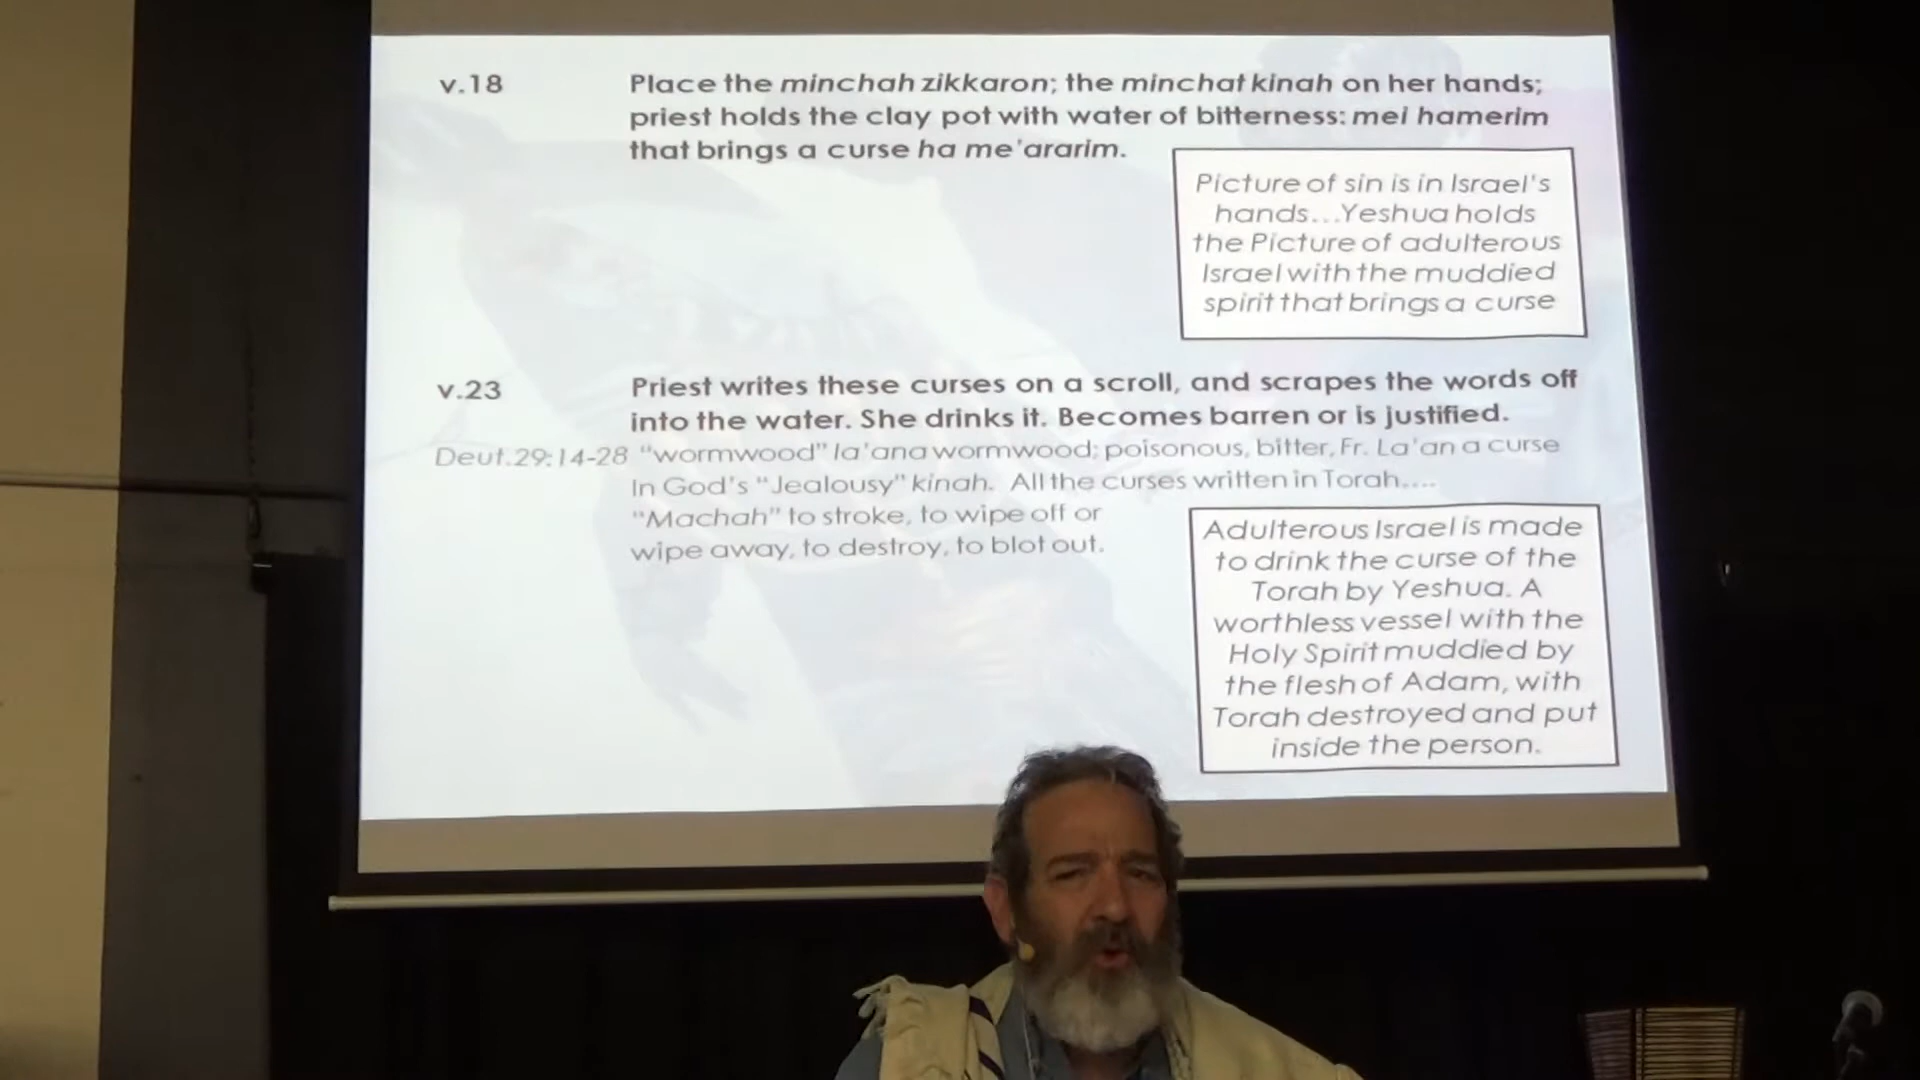 v.18 Place the minchah zikkaron; the minchat kinah on her hands;
priest holds the clay pot with water of bitterness: mei hamerim
that brings a curse ha me'ararim.
Picture of sin is in Israel's
hands...Yeshua holds
the Picture of adulterous
Israel with the muddied
spirit that brings a curse
v.23 Priest writes these curses on a scroll, and scrapes the words off
into the water. She drinks it. Becomes barren or is justified.
Deut.29:14-28 "wormwood" la'ana wormwood; poisonous, bitter, Fr. La'an a curse
In God's "Jealousy" kinah. All the curses written in Torah....
"Machah" to stroke, to wipe off or
wipe away, to destroy, to blot out.
Adulterous Israel is made
to drink the curse of the
Torah by Yeshua. A
worthless vessel with the
Holy Spirit muddied by
the flesh of Adam, with
Torah destroyed and put
inside the person.